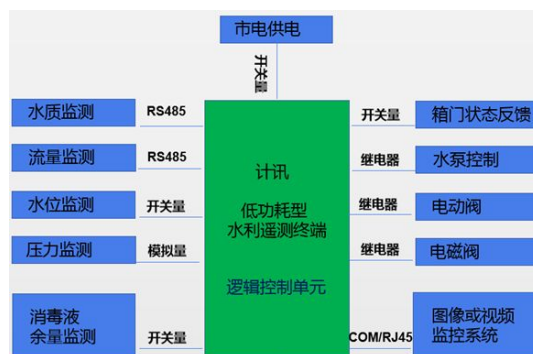 市电供电
开关量
水质监测
RS485
开关量
箱门状态反馈
流量监测
RS485
计讯
继电器
水泵控制
水位监测
开关量
低功耗型
水利遥测终端
继电器
电动阀
压力监测
模拟量
继电器
电磁阀
逻辑控制单元
消毒液
余量监测
开关量
COM/RJ45
图像或视频
监控系统